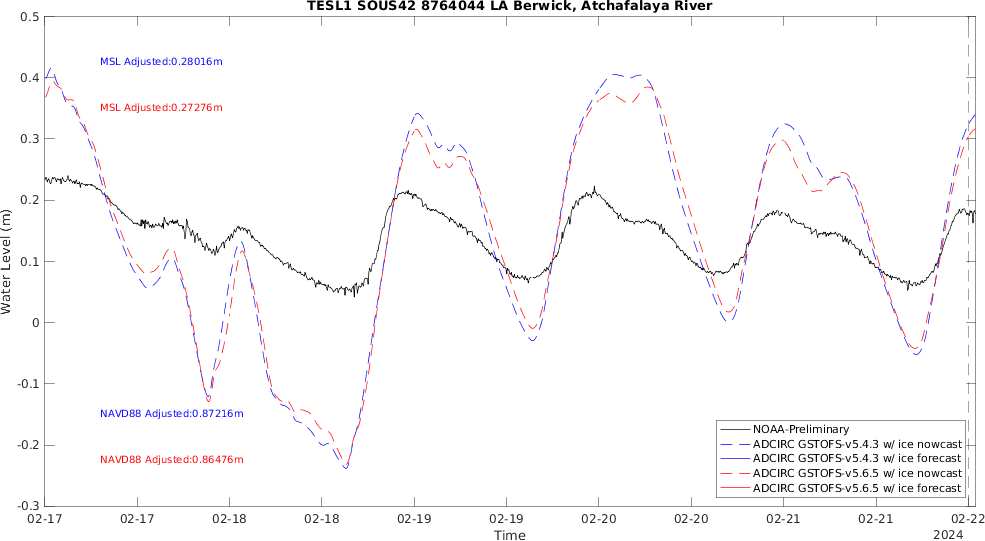 TESL1 SOUS42 8764044 LA Berwick, Atchafalaya River
0.5
0.4
0.3
0.2
0.1
0
-0.1
-0.2
-0.3
Water Level (m)
MSL Adjusted:0.28016m
MSL Adjusted:0.27276m
NAVD88 Adjusted:0.87216m
NAVD88 Adjusted:0.86476m
NOAA-Preliminary
ADCIRC GSTOFS-v5.4.3 w/ ice nowcast
ADCIRC GSTOFS-v5.4.3 w/ ice forecast
ADCIRC GSTOFS-v5.6.5 w/ ice nowcast
ADCIRC GSTOFS-v5.6.5 w/ ice forecast
02-17 02-17 02-18 02-18 02-19 02-19 02-20 02-20 02-21 02-21 02-22
Time
2024